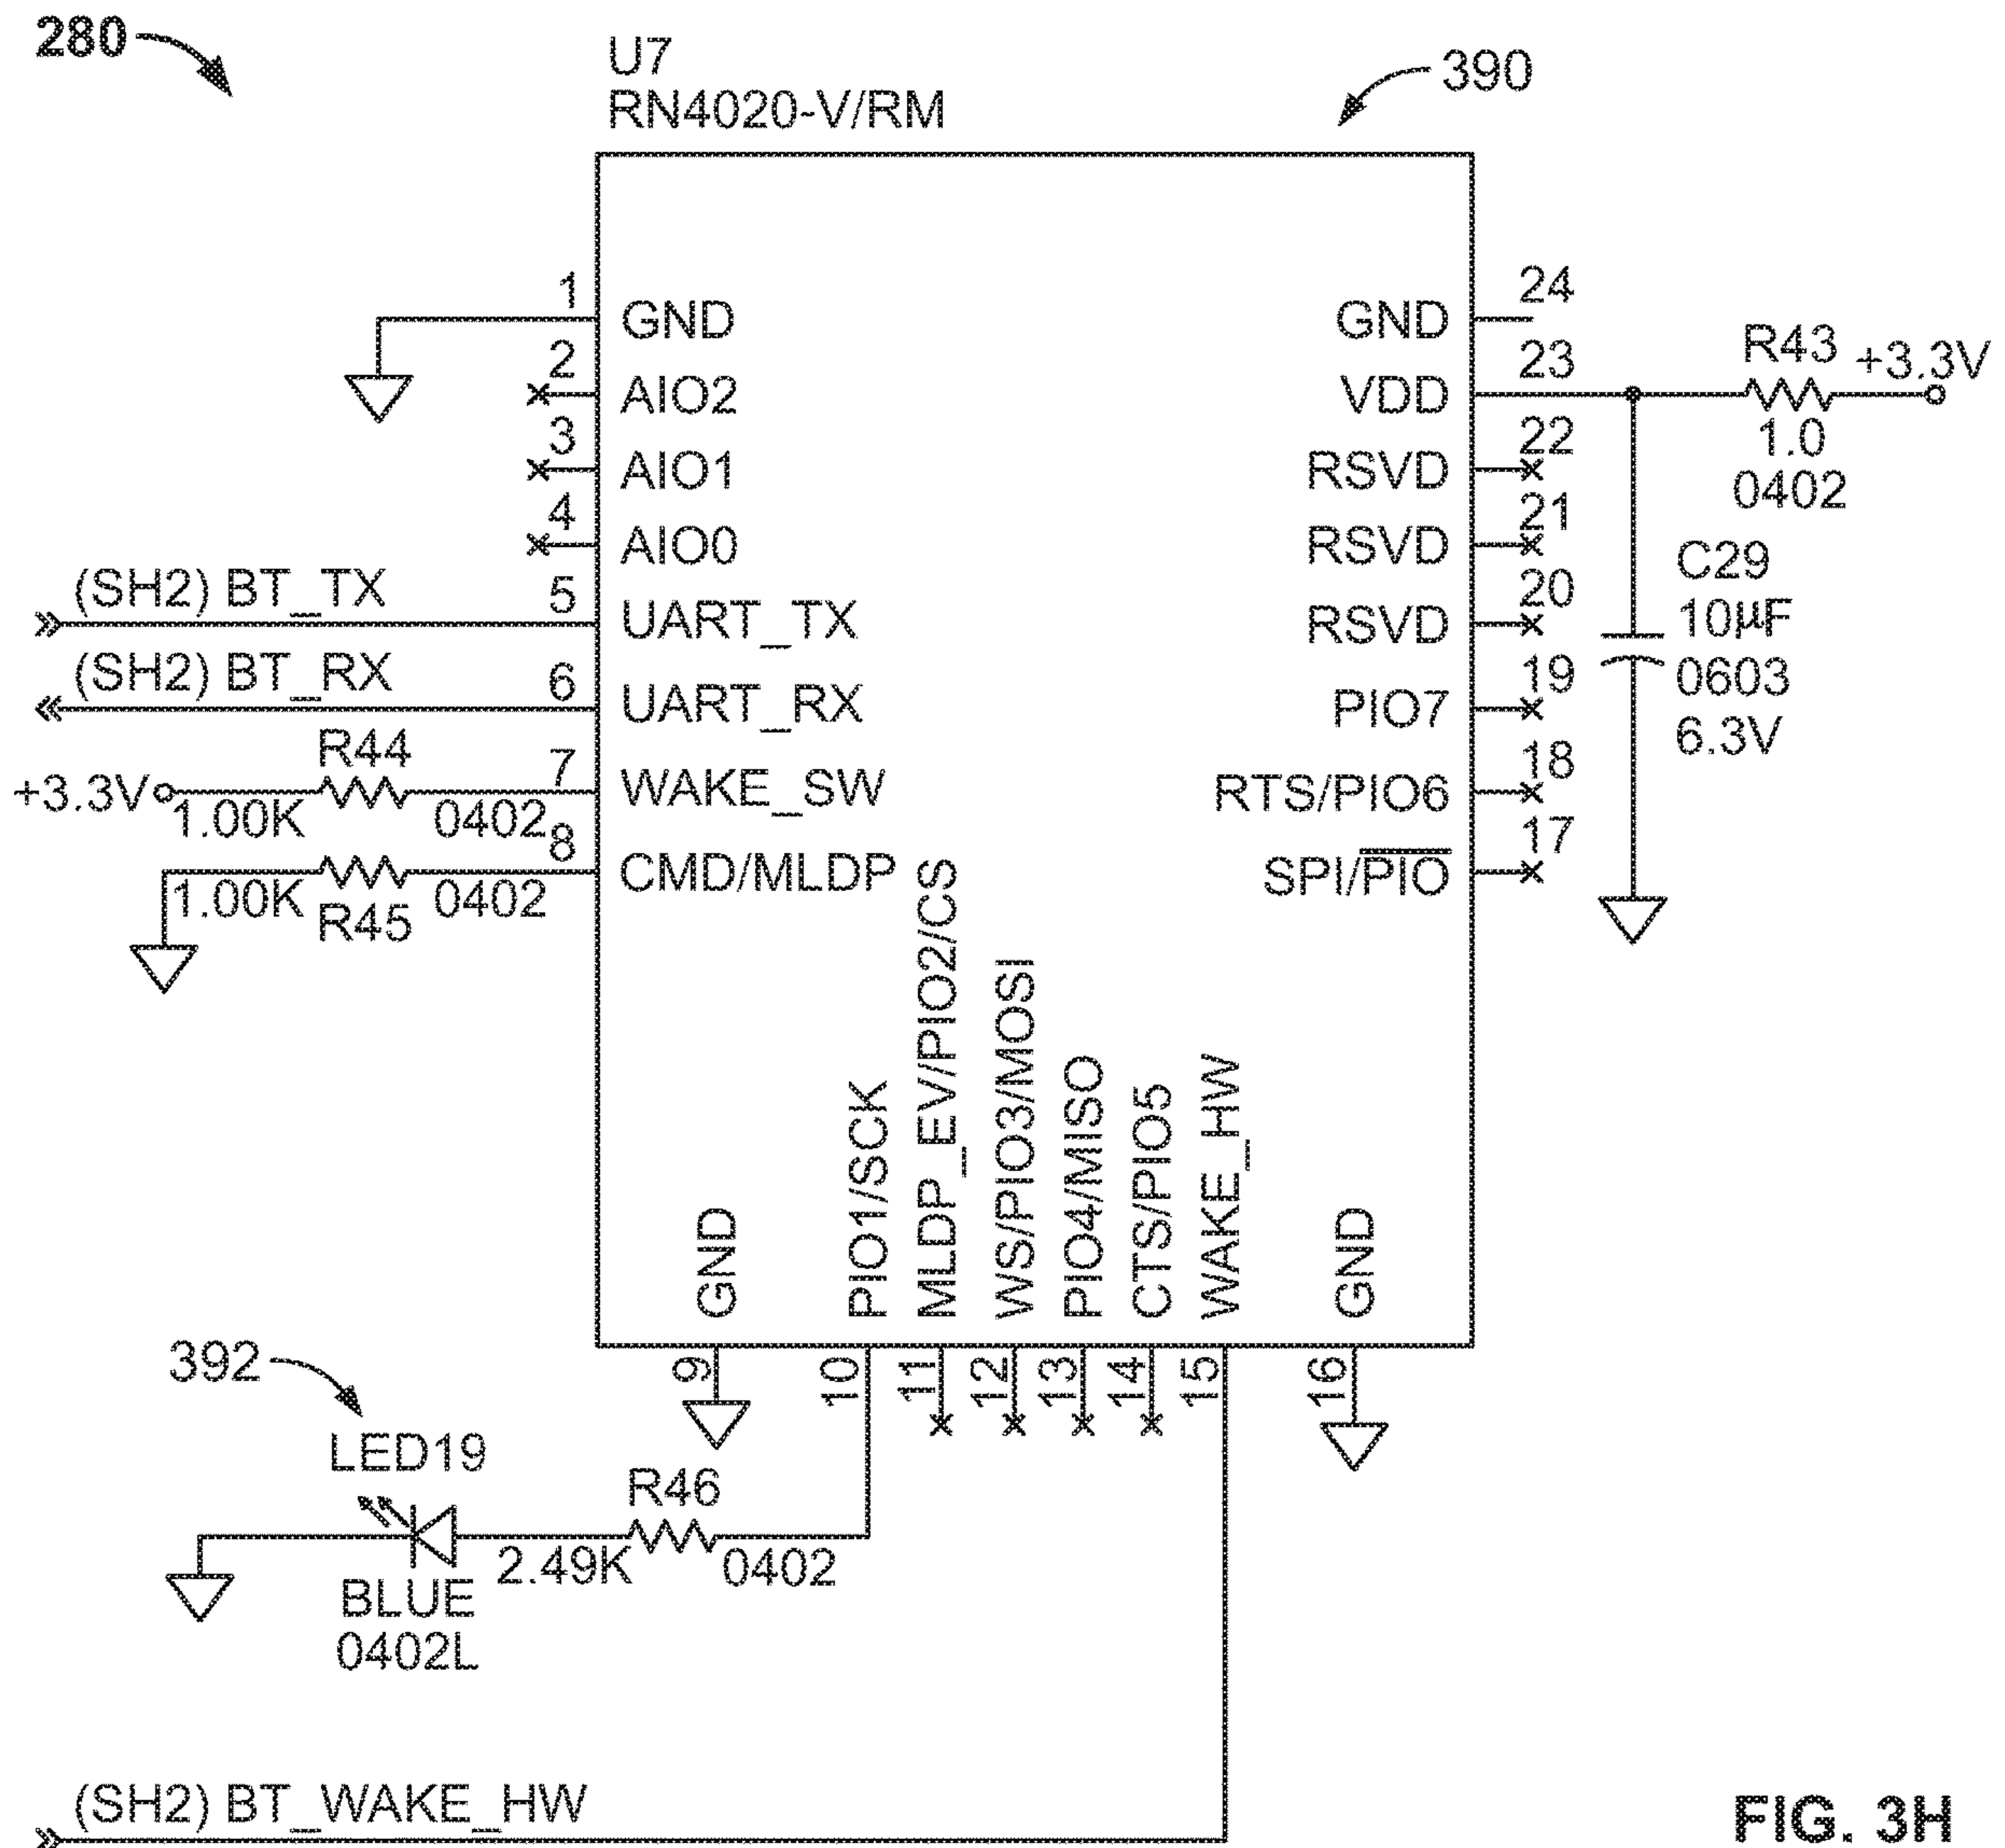 280
U7
RN4020-V/RM
390
1
GND
2
AIO2
3
AIO1
4
AIO0
(SH2) BT_TX
5
UART_TX
(SH2) BT_RX
6
UART_RX
+3.3V
R44
1.00K
0402
7
WAKE_SW
8
CMD/MLDP
1.00K
R45
0402
24
GND
23
VDD
R43
+3.3V
1.0
0402
22
RSVD
21
RSVD
20
RSVD
C29
10µF
0603
6.3V
19
PIO7
18
RTS/PIO6
17
SPI/PIO
GND
PIO1/SCK
MLDP_EV/PIO2/CS
WS/PIO3/MOSI
PIO4/MISO
CTS/PIO5
WAKE_HW
GND
9
10
11
12
13
14
15
16
392
LED19
BLUE
0402L
R46
2.49K
0402
(SH2) BT_WAKE_HW
FIG. 3H